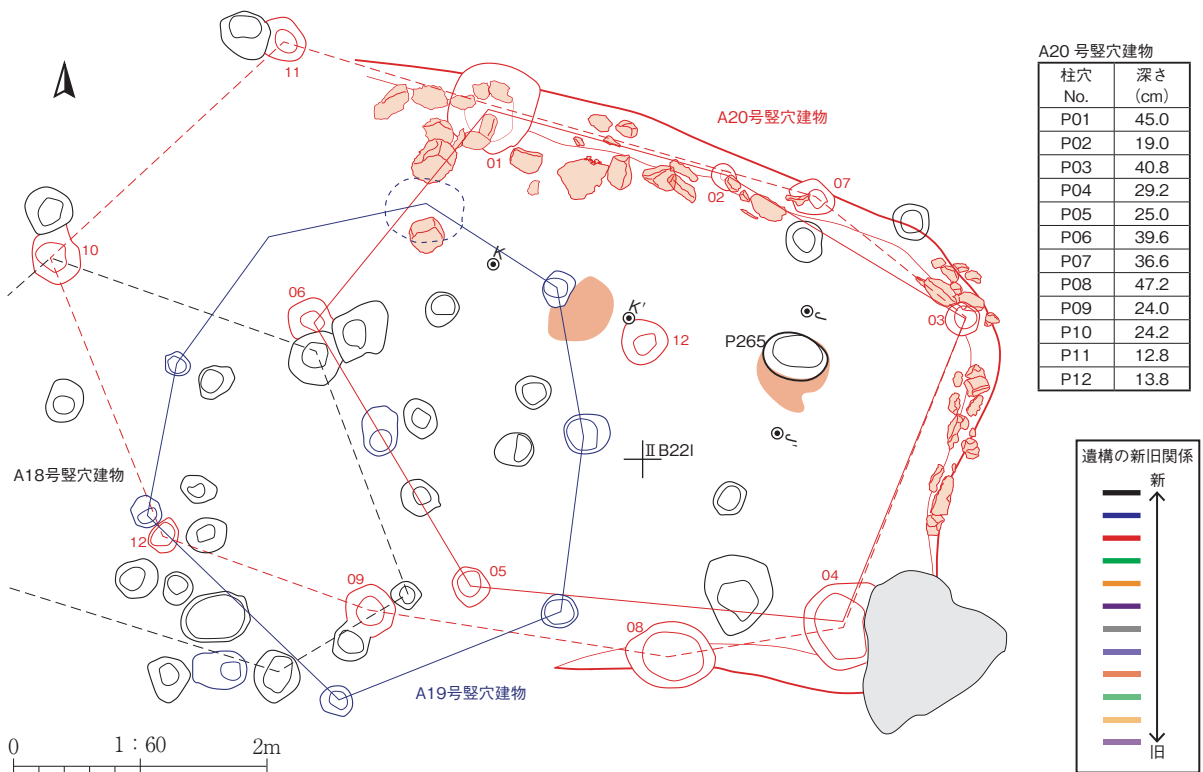 11
A20号竪穴建物
01
02
07
10
K
06
K'
12
P265
J
03
J'
ⅡB22I
A18号竪穴建物
12
09
05
04
08
A19号竪穴建物
0 1:60 2m
A20号竪穴建物
柱穴 深さ
No. (cm)
P01 45.0
P02 19.0
P03 40.8
P04 29.2
P05 25.0
P06 39.6
P07 36.6
P08 47.2
P09 24.0
P10 24.2
P11 12.8
P12 13.8
遺構の新旧関係
新
旧